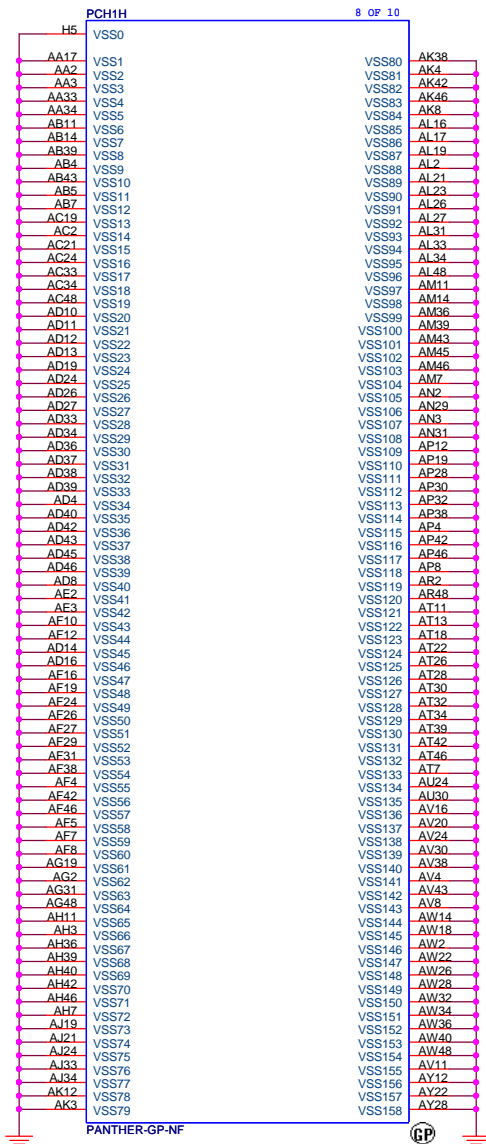 PCH1H 8 OF 10
H5 VSS0
AA17 VSS1 VSS80 AK38
AA2 VSS2 VSS81 AK4
AA3 VSS3 VSS82 AK42
AA33 VSS4 VSS83 AK46
AA34 VSS5 VSS84 AK8
AB11 VSS6 VSS85 AL16
AB14 VSS7 VSS86 AL17
AB39 VSS8 VSS87 AL19
AB4 VSS9 VSS88 AL2
AB43 VSS10 VSS89 AL21
AB5 VSS11 VSS90 AL23
AB7 VSS12 VSS91 AL26
AC19 VSS13 VSS92 AL27
AC2 VSS14 VSS93 AL31
AC21 VSS15 VSS94 AL33
AC24 VSS16 VSS95 AL34
AC33 VSS17 VSS96 AL48
AC34 VSS18 VSS97 AM11
AC48 VSS19 VSS98 AM14
AD10 VSS20 VSS99 AM36
AD11 VSS21 VSS100 AM39
AD12 VSS22 VSS101 AM43
AD13 VSS23 VSS102 AM45
AD19 VSS24 VSS103 AM46
AD24 VSS25 VSS104 AM7
AD26 VSS26 VSS105 AN2
AD27 VSS27 VSS106 AN29
AD33 VSS28 VSS107 AN3
AD34 VSS29 VSS108 AN31
AD36 VSS30 VSS109 AP12
AD37 VSS31 VSS110 AP19
AD38 VSS32 VSS111 AP28
AD39 VSS33 VSS112 AP30
AD4 VSS34 VSS113 AP32
AD40 VSS35 VSS114 AP38
AD42 VSS36 VSS115 AP4
AD43 VSS37 VSS116 AP42
AD45 VSS38 VSS117 AP46
AD46 VSS39 VSS118 AP8
AD8 VSS40 VSS119 AR2
AE2 VSS41 VSS120 AR48
AE3 VSS42 VSS121 AT11
AF10 VSS43 VSS122 AT13
AF12 VSS44 VSS123 AT18
AD14 VSS45 VSS124 AT22
AD16 VSS46 VSS125 AT26
AF16 VSS47 VSS126 AT28
AF19 VSS48 VSS127 AT30
AF24 VSS49 VSS128 AT32
AF26 VSS50 VSS129 AT34
AF27 VSS51 VSS130 AT39
AF29 VSS52 VSS131 AT42
AF31 VSS53 VSS132 AT46
AF38 VSS54 VSS133 AT7
AF4 VSS55 VSS134 AU24
AF42 VSS56 VSS135 AU30
AF46 VSS57 VSS136 AV16
AF5 VSS58 VSS137 AV20
AF7 VSS59 VSS138 AV24
AF8 VSS60 VSS139 AV30
AG19 VSS61 VSS140 AV38
AG2 VSS62 VSS141 AV4
AG31 VSS63 VSS142 AV43
AG48 VSS64 VSS143 AV8
AH11 VSS65 VSS144 AW14
AH3 VSS66 VSS145 AW18
AH36 VSS67 VSS146 AW2
AH39 VSS68 VSS147 AW22
AH40 VSS69 VSS148 AW26
AH42 VSS70 VSS149 AW28
AH46 VSS71 VSS150 AW32
AH7 VSS72 VSS151 AW34
AJ19 VSS73 VSS152 AW36
AJ21 VSS74 VSS153 AW40
AJ24 VSS75 VSS154 AW48
AJ33 VSS76 VSS155 AV11
AJ34 VSS77 VSS156 AY12
AK12 VSS78 VSS157 AY22
AK3 VSS79 VSS158 AY28
PANTHER-GP-NF GP